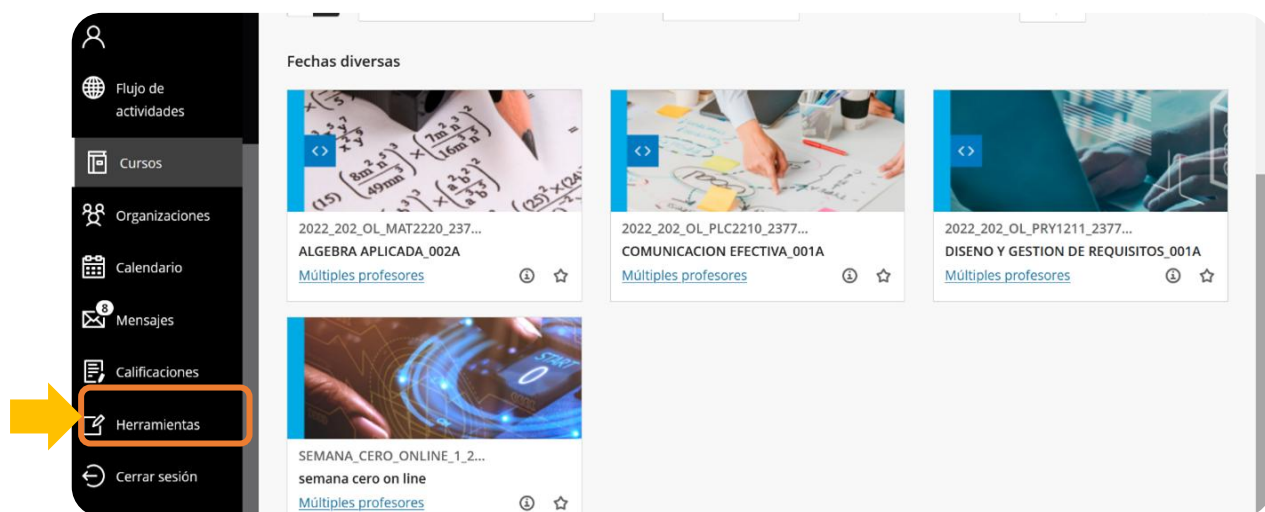 Flujo de
actividades
Cursos
Organizaciones
Calendario
8
Mensajes
Calificaciones
Herramientas
Cerrar sesión
Fechas diversas
2022_202_OL_MAT2220_237...
ALGEBRA APLICADA_002A
Múltiples profesores
2022_202_OL_PLC2210_2377...
COMUNICACION EFECTIVA_001A
Múltiples profesores
2022_202_OL_PRY1211_2377...
DISENO Y GESTION DE REQUISITOS_001A
Múltiples profesores
START
SEMANA_CERO_ONLINE_1_2...
semana cero on line
Múltiples profesores